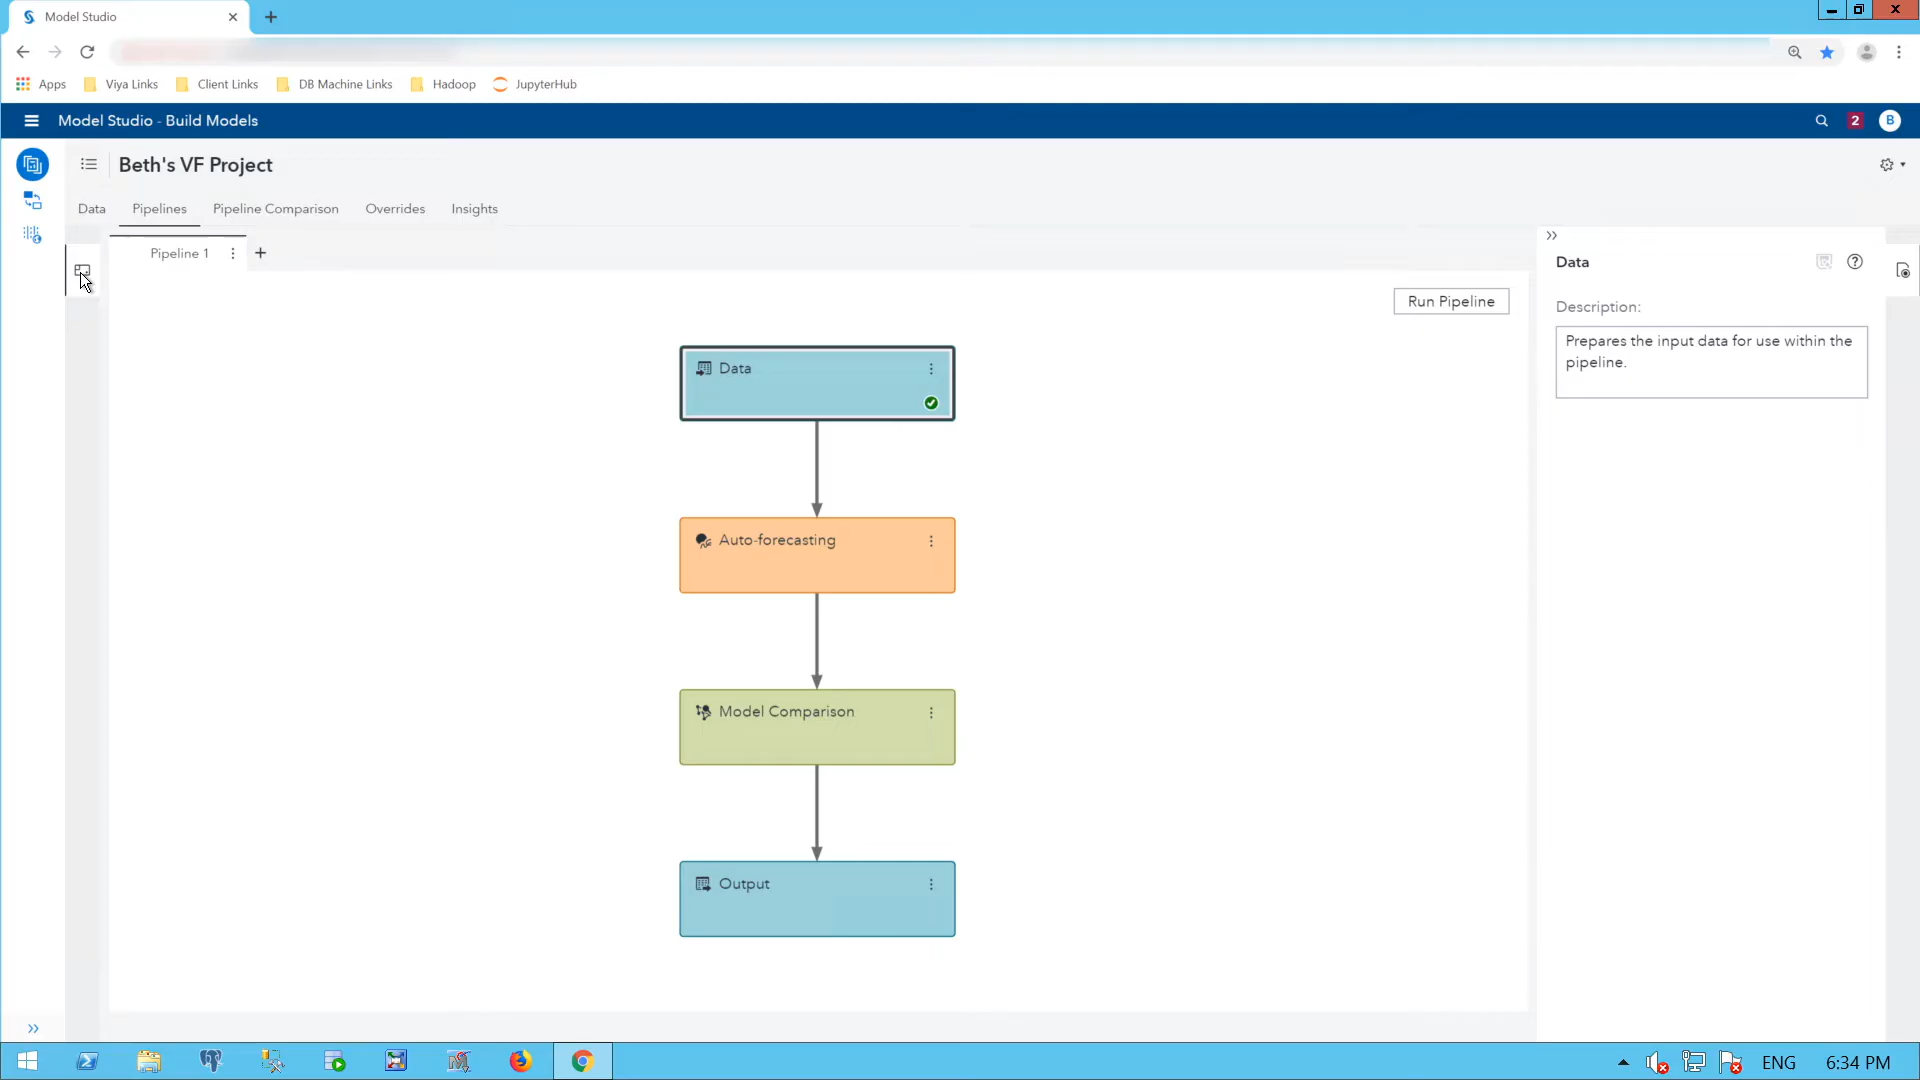 Model Studio
Apps
Viya Links
Client Links
DB Machine Links
Hadoop
JupyterHub
Model Studio - Build Models
2
B
Beth's VF Project
Data
Pipelines
Pipeline Comparison
Overrides
Insights
Pipeline 1
Run Pipeline
Data
Auto-forecasting
Model Comparison
Output
Data
Description:
Prepares the input data for use within the
pipeline.
ENG
6:34 PM